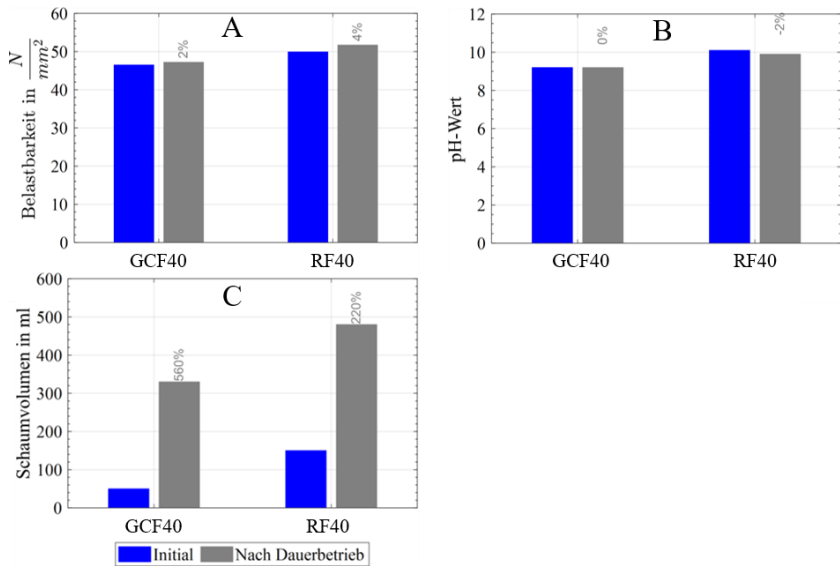 A
Belastbarkeit in N/mm²
60
50
40
30
20
10
0
2%
4%
GCF40 RF40
B
pH-Wert
12
10
8
6
4
2
0
0%
-2%
GCF40 RF40
C
Schaumvolumen in ml
600
500
400
300
200
100
0
560%
220%
GCF40 RF40
Initial Nach Dauerbetrieb